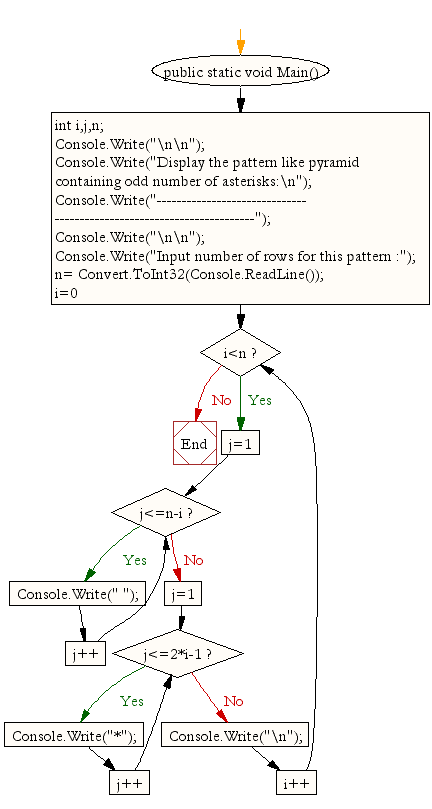 public static void Main()
int i,j,n;
Console.Write("\n\n");
Console.Write("Display the pattern like pyramid
containing odd number of asterisks:\n");
Console.Write("------------------------------
----------------------------------------");
Console.Write("\n\n");
Console.Write("Input number of rows for this pattern :");
n= Convert.ToInt32(Console.ReadLine());
i=0
i<n ?
No
Yes
End
j=1
j<=n-i ?
Yes
No
Console.Write(" ");
j=1
j++
j<=2*i-1 ?
Yes
No
Console.Write("*");
Console.Write("\n");
j++
i++